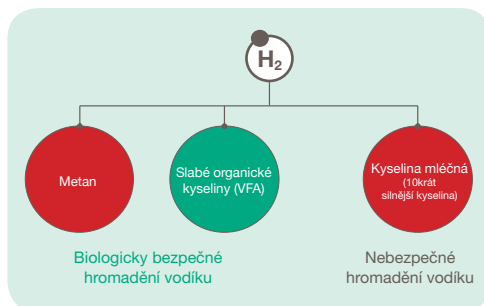 H₂
Metan
Slabé organické
kyseliny (VFA)
Kyselina mléčná
(10krát
silnější kyselina)
Biologicky bezpečné
hromadění vodíku
Nebezpečné
hromadění vodíku